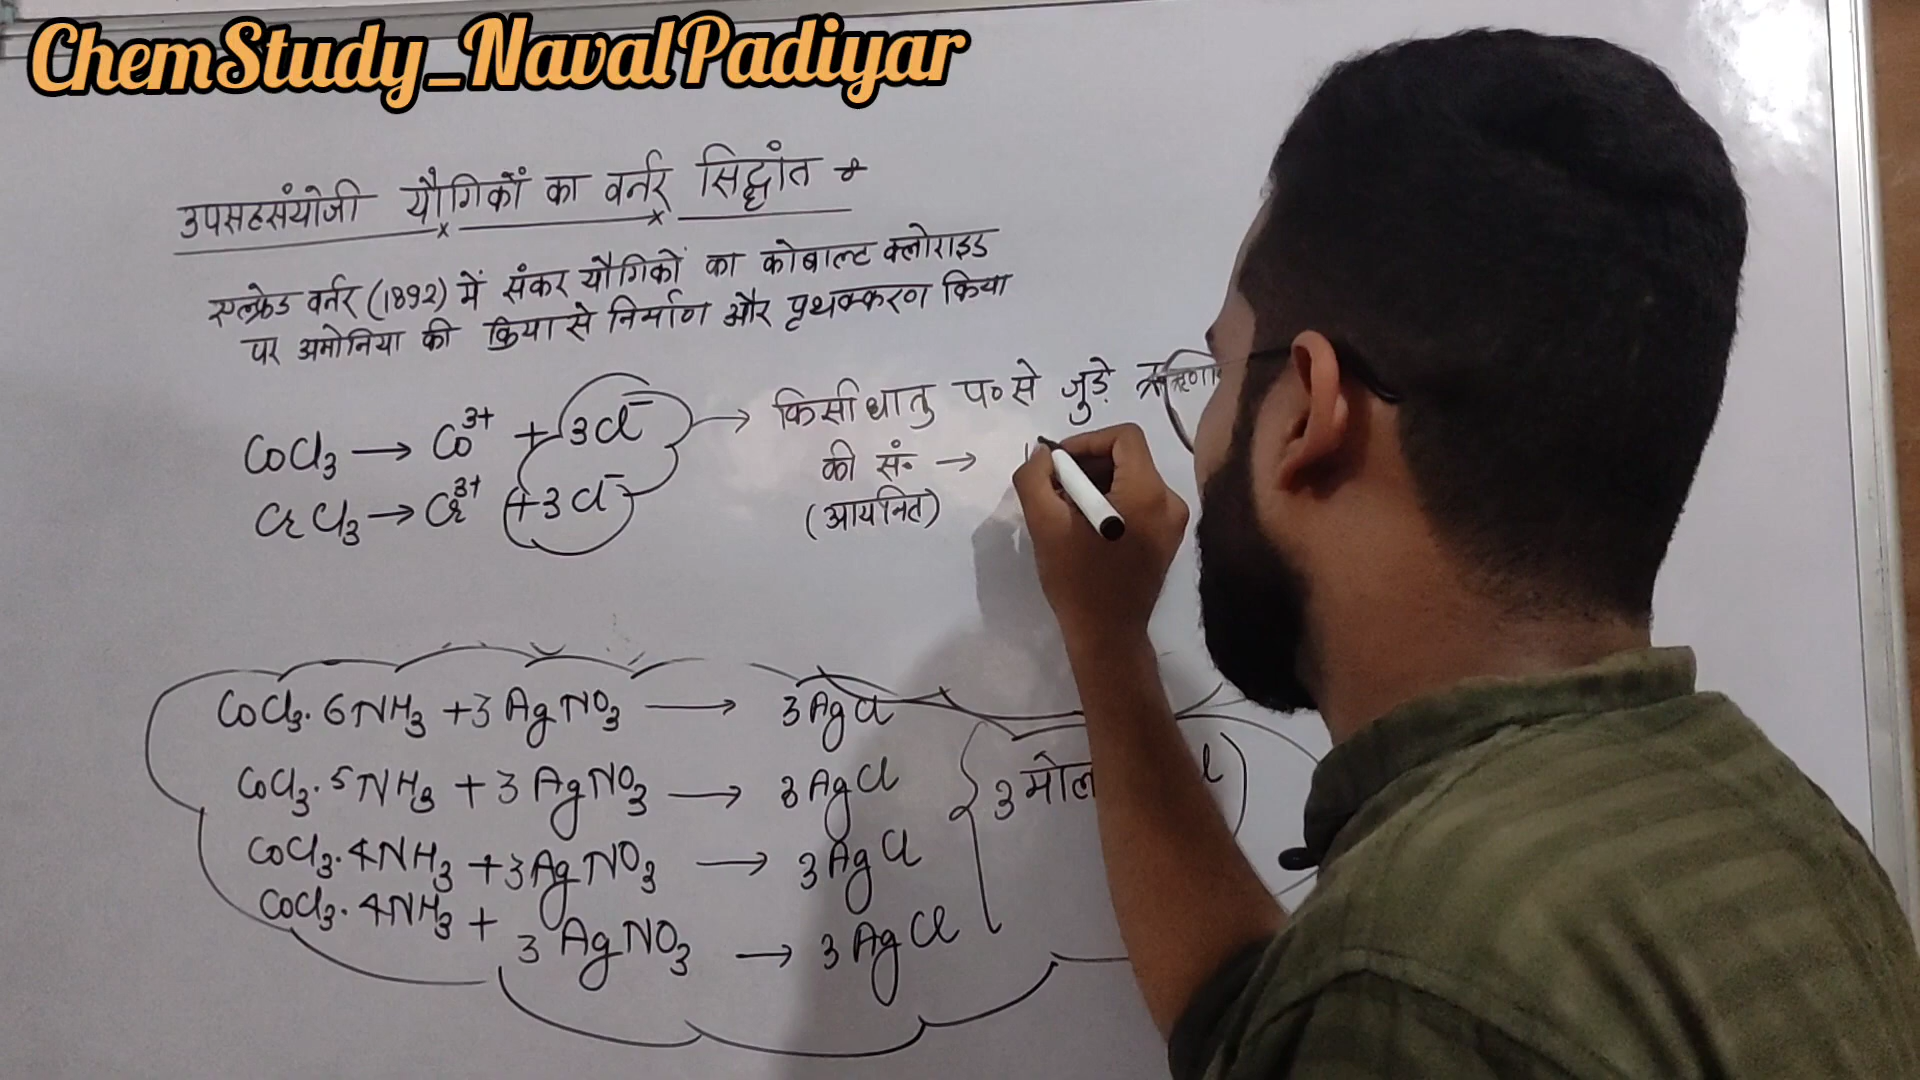 ChemStudy_NavalPadiyar
उपसहसंयोजी यौगिकों का वर्नर सिद्धांत
एल्फ्रेड वर्नर (1892) में संकर यौगिकों का कोबाल्ट क्लोराइड
पर अमोनिया की क्रिया से निर्माण और पृथक्करण किया
CoCl₃ → Co³⁺ + 3Cl⁻ → किसी धातु प० से जुड़े
CrCl₃ → Cr³⁺ + 3Cl⁻
की सं. →
(आयनित)
CoCl₃.6NH₃ + 3AgNO₃ → 3AgCl
CoCl₃.5NH₃ + 3AgNO₃ → 3AgCl { 3 मोल
CoCl₃.4NH₃ + 3AgNO₃ → 3AgCl
CoCl₃.4NH₃ + 3AgNO₃ → 3AgCl